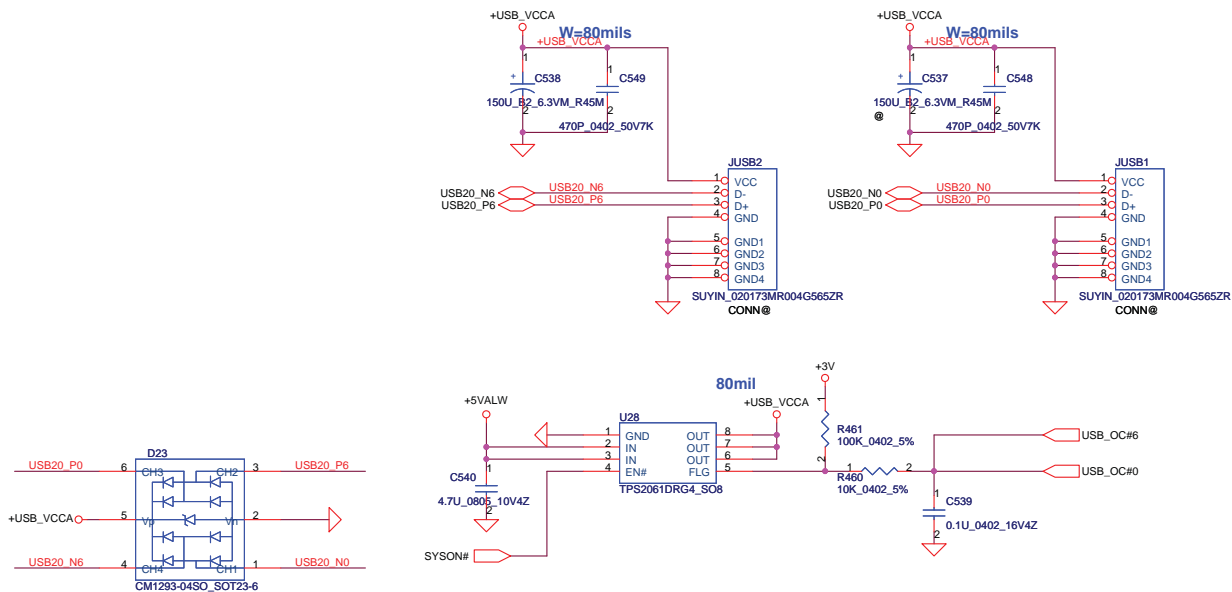 +USB_VCCA
W=80mils
+USB_VCCA
1
+
C538
150U_B2_6.3VM_R45M
2
1
C549
2
470P_0402_50V7K
JUSB2
USB20_N6
USB20_P6
USB20_N6
USB20_P6
1 VCC
2 D-
3 D+
4 GND
5 GND1
6 GND2
7 GND3
8 GND4
SUYIN_020173MR004G565ZR
CONN@
+USB_VCCA
W=80mils
+USB_VCCA
1
+
C537
150U_B2_6.3VM_R45M
@
2
1
C548
2
470P_0402_50V7K
JUSB1
USB20_N0
USB20_P0
USB20_N0
USB20_P0
1 VCC
2 D-
3 D+
4 GND
5 GND1
6 GND2
7 GND3
8 GND4
SUYIN_020173MR004G565ZR
CONN@
D23
USB20_P0 6 CH3 CH2 3 USB20_P6
+USB_VCCA 5 Vp Vn 2
USB20_N6 4 CH4 CH1 1 USB20_N0
CM1293-04SO_SOT23-6
+5VALW
1
C540
4.7U_0805_10V4Z
2
SYSON#
U28
1 GND OUT 8
2 IN OUT 7
3 IN OUT 6
4 EN# FLG 5
TPS2061DRG4_SO8
80mil
+USB_VCCA
+3V
1
R461
100K_0402_5%
2
1 2
R460
10K_0402_5%
USB_OC#6
USB_OC#0
1
C539
0.1U_0402_16V4Z
2